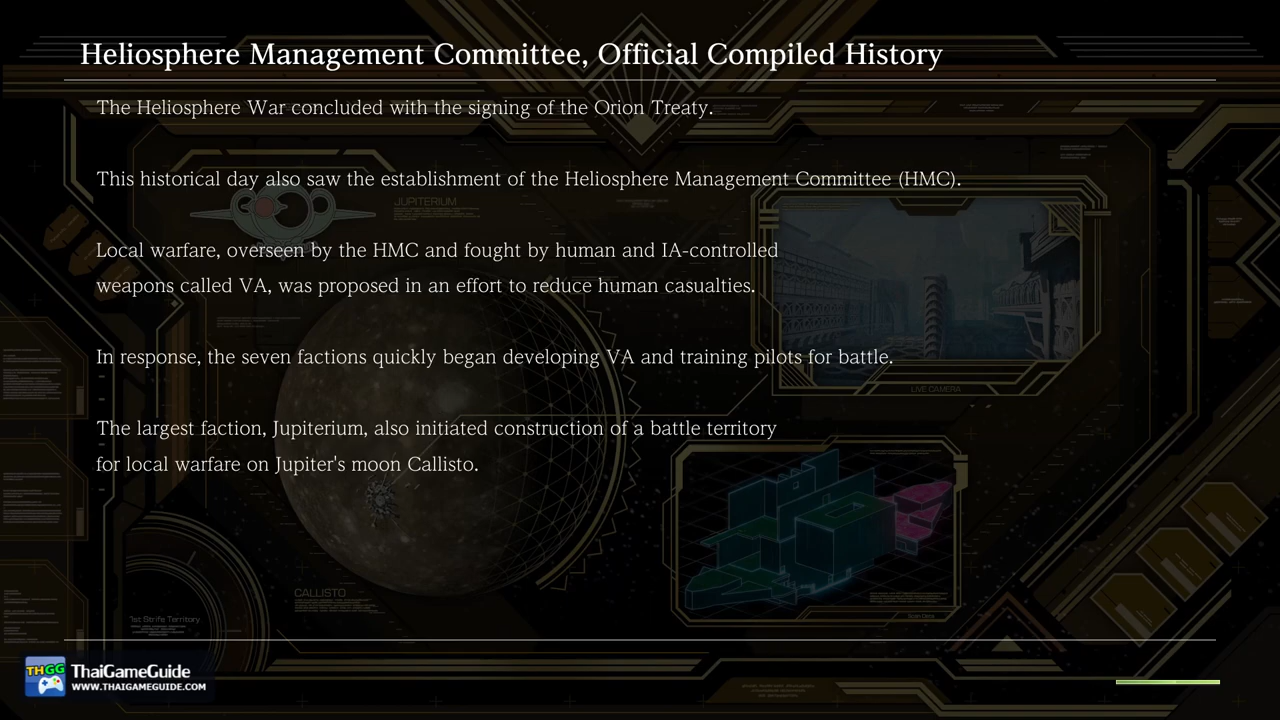 Heliosphere Management Committee, Official Compiled History
The Heliosphere War concluded with the signing of the Orion Treaty.
This historical day also saw the establishment of the Heliosphere Management Committee (HMC).
JUPITERIUM
Local warfare, overseen by the HMC and fought by human and IA-controlled
weapons called VA, was proposed in an effort to reduce human casualties.
In response, the seven factions quickly began developing VA and training pilots for battle.
LIVE CAMERA
The largest faction, Jupiterium, also initiated construction of a battle territory
for local warfare on Jupiter's moon Callisto.
CALLISTO
1st Strife Territory
Scan Data
THGG ThaiGameGuide
WWW.THAIGAMEGUIDE.COM